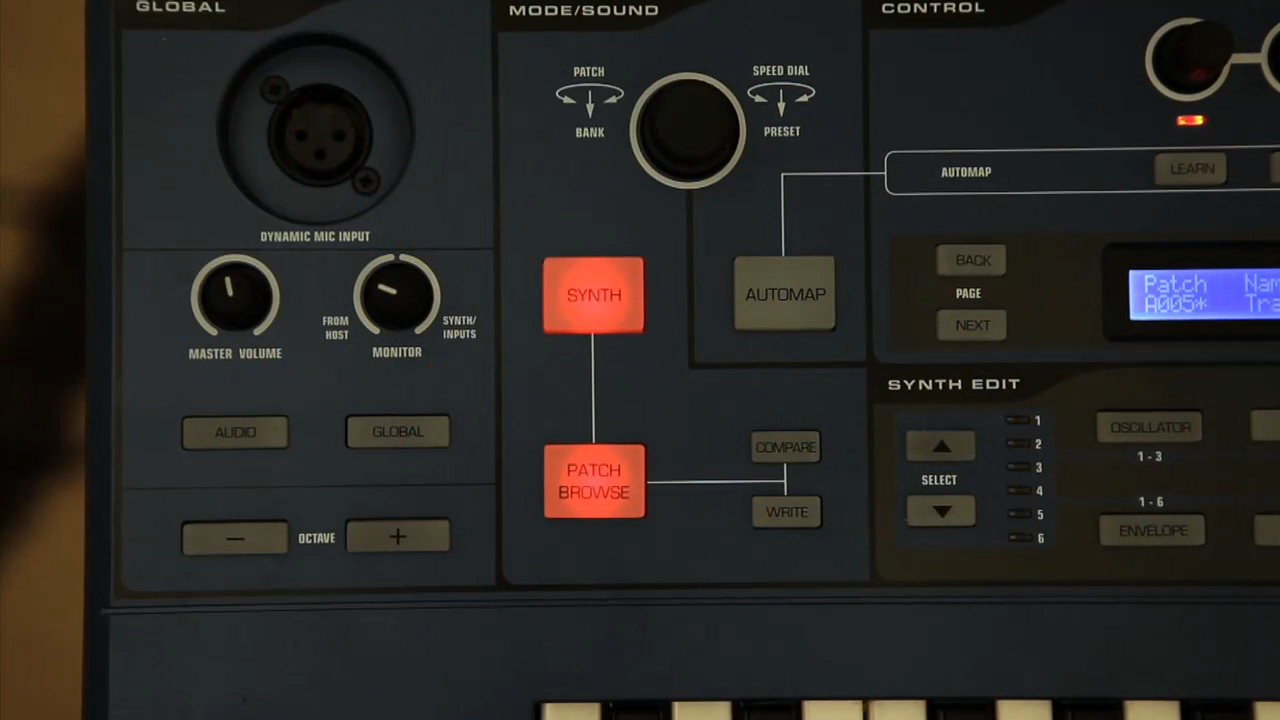 GLOBAL
DYNAMIC MIC INPUT
MASTER VOLUME
FROM
HOST
SYNTH/
INPUTS
MONITOR
AUDIO
GLOBAL
−
OCTAVE
+
MODE/SOUND
PATCH
BANK
SPEED DIAL
PRESET
SYNTH
AUTOMAP
PATCH
BROWSE
COMPARE
WRITE
CONTROL
AUTOMAP
LEARN
BACK
PAGE
NEXT
Patch Nam
A005* Tra
SYNTH EDIT
SELECT
1
2
3
4
5
6
OSCILLATOR
1 - 3
1 - 6
ENVELOPE